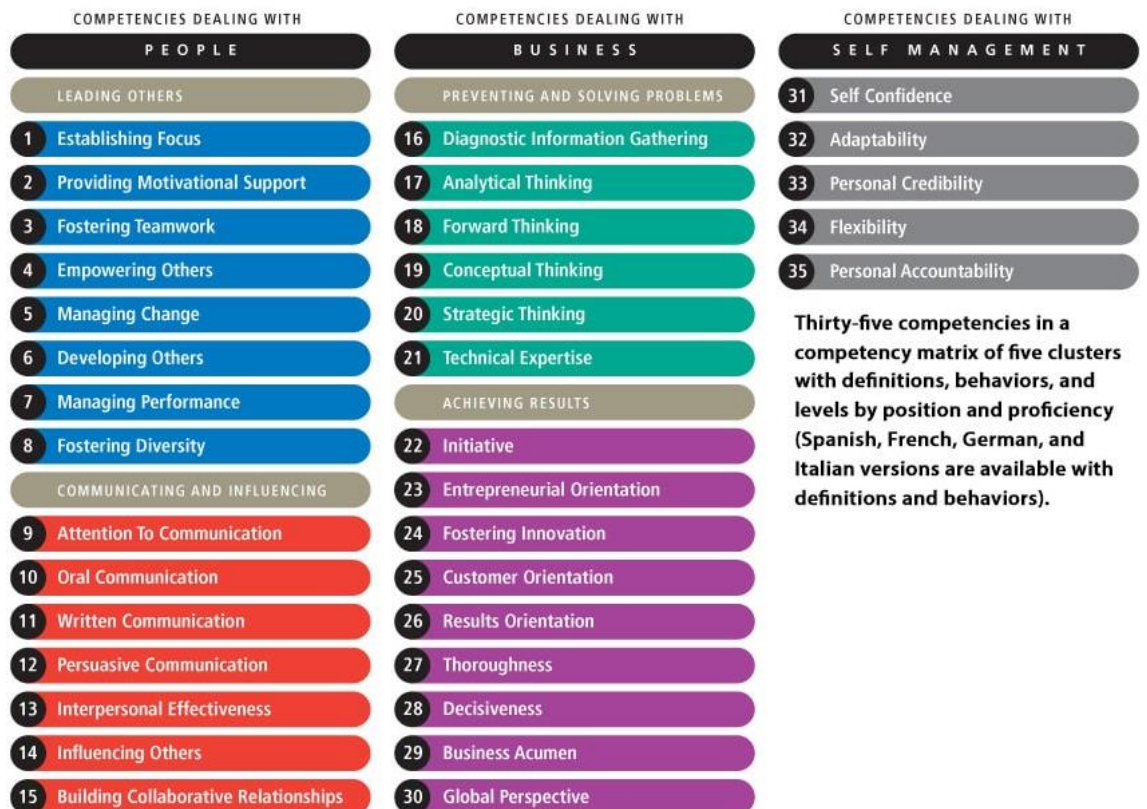 COMPETENCIES DEALING WITH
PEOPLE
LEADING OTHERS
1 Establishing Focus
2 Providing Motivational Support
3 Fostering Teamwork
4 Empowering Others
5 Managing Change
6 Developing Others
7 Managing Performance
8 Fostering Diversity
COMMUNICATING AND INFLUENCING
9 Attention To Communication
10 Oral Communication
11 Written Communication
12 Persuasive Communication
13 Interpersonal Effectiveness
14 Influencing Others
15 Building Collaborative Relationships
COMPETENCIES DEALING WITH
BUSINESS
PREVENTING AND SOLVING PROBLEMS
16 Diagnostic Information Gathering
17 Analytical Thinking
18 Forward Thinking
19 Conceptual Thinking
20 Strategic Thinking
21 Technical Expertise
ACHIEVING RESULTS
22 Initiative
23 Entrepreneurial Orientation
24 Fostering Innovation
25 Customer Orientation
26 Results Orientation
27 Thoroughness
28 Decisiveness
29 Business Acumen
30 Global Perspective
COMPETENCIES DEALING WITH
SELF MANAGEMENT
31 Self Confidence
32 Adaptability
33 Personal Credibility
34 Flexibility
35 Personal Accountability
Thirty-five competencies in a
competency matrix of five clusters
with definitions, behaviors, and
levels by position and proficiency
(Spanish, French, German, and
Italian versions are available with
definitions and behaviors).